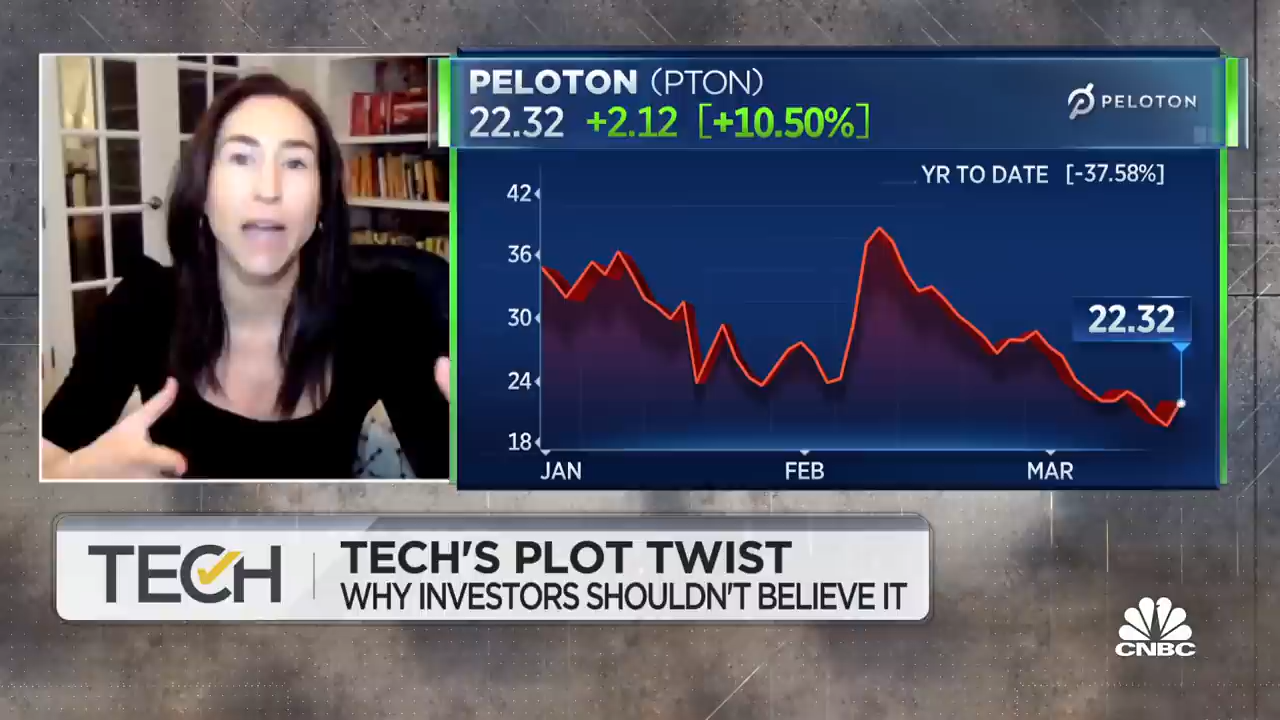 PELOTON (PTON)
22.32 +2.12 [+10.50%]
PELOTON
YR TO DATE [-37.58%]
42
36
30
24
18
22.32
JAN FEB MAR
TECH
TECH'S PLOT TWIST
WHY INVESTORS SHOULDN'T BELIEVE IT
CNBC